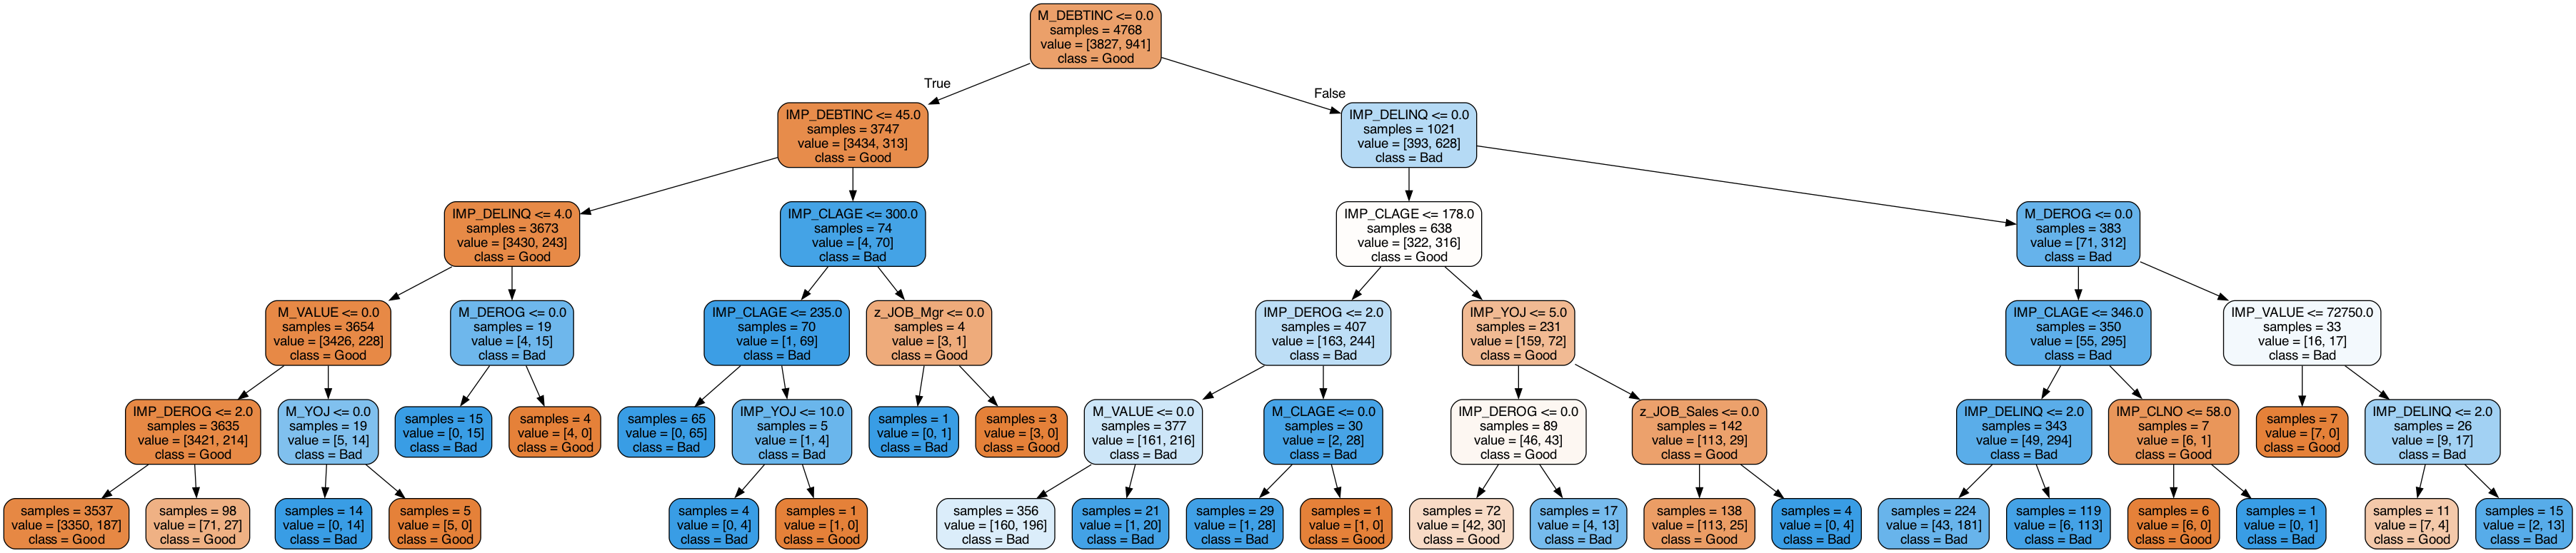 M_DEBTINC <= 0.0
samples = 4768
value = [3827, 941]
class = Good
True
False
IMP_DEBTINC <= 45.0
samples = 3747
value = [3434, 313]
class = Good
IMP_DELINQ <= 0.0
samples = 1021
value = [393, 628]
class = Bad
IMP_DELINQ <= 4.0
samples = 3673
value = [3430, 243]
class = Good
IMP_CLAGE <= 300.0
samples = 74
value = [4, 70]
class = Bad
IMP_CLAGE <= 178.0
samples = 638
value = [322, 316]
class = Good
M_DEROG <= 0.0
samples = 383
value = [71, 312]
class = Bad
M_VALUE <= 0.0
samples = 3654
value = [3426, 228]
class = Good
M_DEROG <= 0.0
samples = 19
value = [4, 15]
class = Bad
IMP_CLAGE <= 235.0
samples = 70
value = [1, 69]
class = Bad
z_JOB_Mgr <= 0.0
samples = 4
value = [3, 1]
class = Good
IMP_DEROG <= 2.0
samples = 407
value = [163, 244]
class = Bad
IMP_YOJ <= 5.0
samples = 231
value = [159, 72]
class = Good
IMP_CLAGE <= 346.0
samples = 350
value = [55, 295]
class = Bad
IMP_VALUE <= 72750.0
samples = 33
value = [16, 17]
class = Bad
IMP_DEROG <= 2.0
samples = 3635
value = [3421, 214]
class = Good
M_YOJ <= 0.0
samples = 19
value = [5, 14]
class = Bad
samples = 15
value = [0, 15]
class = Bad
samples = 4
value = [4, 0]
class = Good
samples = 65
value = [0, 65]
class = Bad
IMP_YOJ <= 10.0
samples = 5
value = [1, 4]
class = Bad
samples = 1
value = [0, 1]
class = Bad
samples = 3
value = [3, 0]
class = Good
M_VALUE <= 0.0
samples = 377
value = [161, 216]
class = Bad
M_CLAGE <= 0.0
samples = 30
value = [2, 28]
class = Bad
IMP_DEROG <= 0.0
samples = 89
value = [46, 43]
class = Good
z_JOB_Sales <= 0.0
samples = 142
value = [113, 29]
class = Good
IMP_DELINQ <= 2.0
samples = 343
value = [49, 294]
class = Bad
IMP_CLNO <= 58.0
samples = 7
value = [6, 1]
class = Good
samples = 7
value = [7, 0]
class = Good
IMP_DELINQ <= 2.0
samples = 26
value = [9, 17]
class = Bad
samples = 3537
value = [3350, 187]
class = Good
samples = 98
value = [71, 27]
class = Good
samples = 14
value = [0, 14]
class = Bad
samples = 5
value = [5, 0]
class = Good
samples = 4
value = [0, 4]
class = Bad
samples = 1
value = [1, 0]
class = Good
samples = 356
value = [160, 196]
class = Bad
samples = 21
value = [1, 20]
class = Bad
samples = 29
value = [1, 28]
class = Bad
samples = 1
value = [1, 0]
class = Good
samples = 72
value = [42, 30]
class = Good
samples = 17
value = [4, 13]
class = Bad
samples = 138
value = [113, 25]
class = Good
samples = 4
value = [0, 4]
class = Bad
samples = 224
value = [43, 181]
class = Bad
samples = 119
value = [6, 113]
class = Bad
samples = 6
value = [6, 0]
class = Good
samples = 1
value = [0, 1]
class = Bad
samples = 11
value = [7, 4]
class = Good
samples = 15
value = [2, 13]
class = Bad